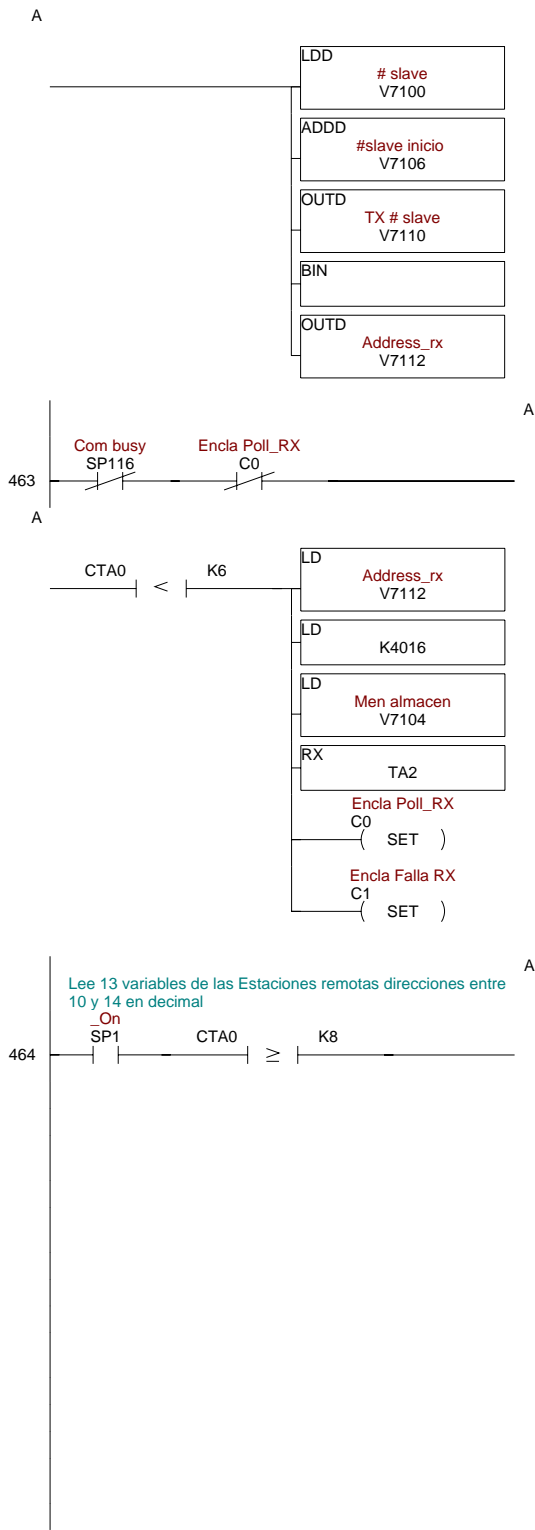 A
LDD
# slave
V7100
ADDD
#slave inicio
V7106
OUTD
TX # slave
V7110
BIN
OUTD
Address_rx
V7112
A
Com busy
SP116
Encla Poll_RX
C0
463
A
CTA0 < K6
LD
Address_rx
V7112
LD
K4016
LD
Men almacen
V7104
RX
TA2
Encla Poll_RX
C0
( SET )
Encla Falla RX
C1
( SET )
A
Lee 13 variables de las Estaciones remotas direcciones entre
10 y 14 en decimal
_On
SP1
CTA0 ≥ K8
464